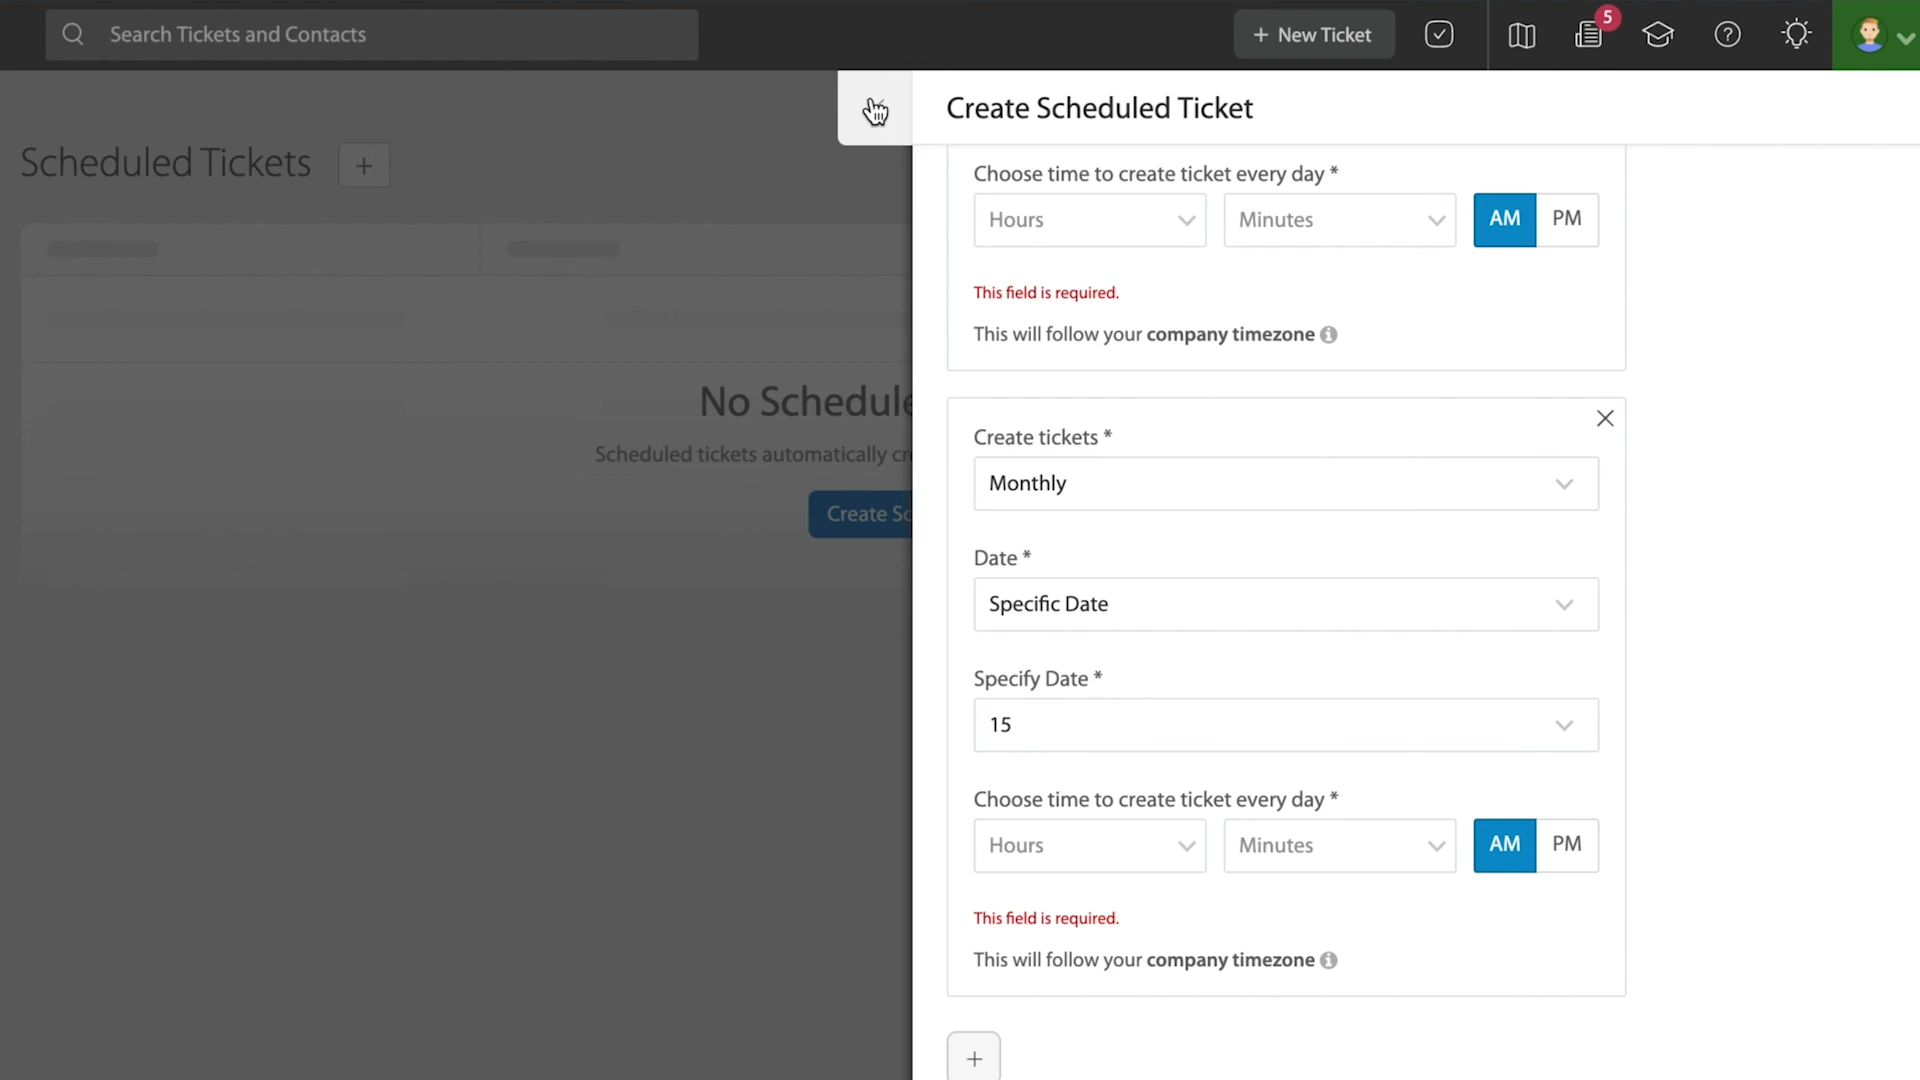 Search Tickets and Contacts
+ New Ticket
5
Create Scheduled Ticket
Scheduled Tickets
+
Choose time to create ticket every day *
Hours
Minutes
AM
PM
This field is required.
This will follow your company timezone
No Schedule
Scheduled tickets automatically cr
Create Sc
Create tickets *
Monthly
Date *
Specific Date
Specify Date *
15
Choose time to create ticket every day *
Hours
Minutes
AM
PM
This field is required.
This will follow your company timezone
+